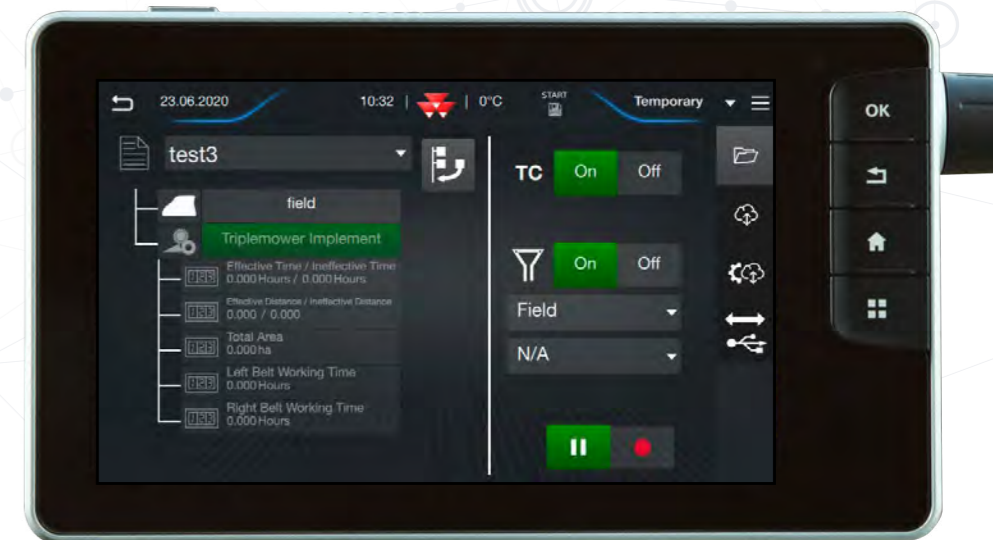 23.06.2020
10:32 | | 0°C
START
Temporary
test3
field
Triplemower Implement
Effective Time / Ineffective Time
0.000 Hours / 0.000 Hours
Effective Distance / Ineffective Distance
0.000 / 0.000
Total Area
0.000 ha
Left Belt Working Time
0.000 Hours
Right Belt Working Time
0.000 Hours
TC On Off
On Off
Field
N/A
OK